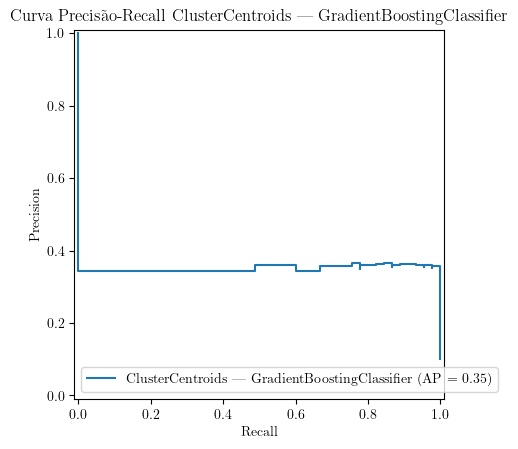 Curva Precisão-Recall ClusterCentroids — GradientBoostingClassifier
1.0
0.8
0.6
0.4
0.2
0.0
Precision
ClusterCentroids — GradientBoostingClassifier (AP = 0.35)
0.0 0.2 0.4 0.6 0.8 1.0
Recall